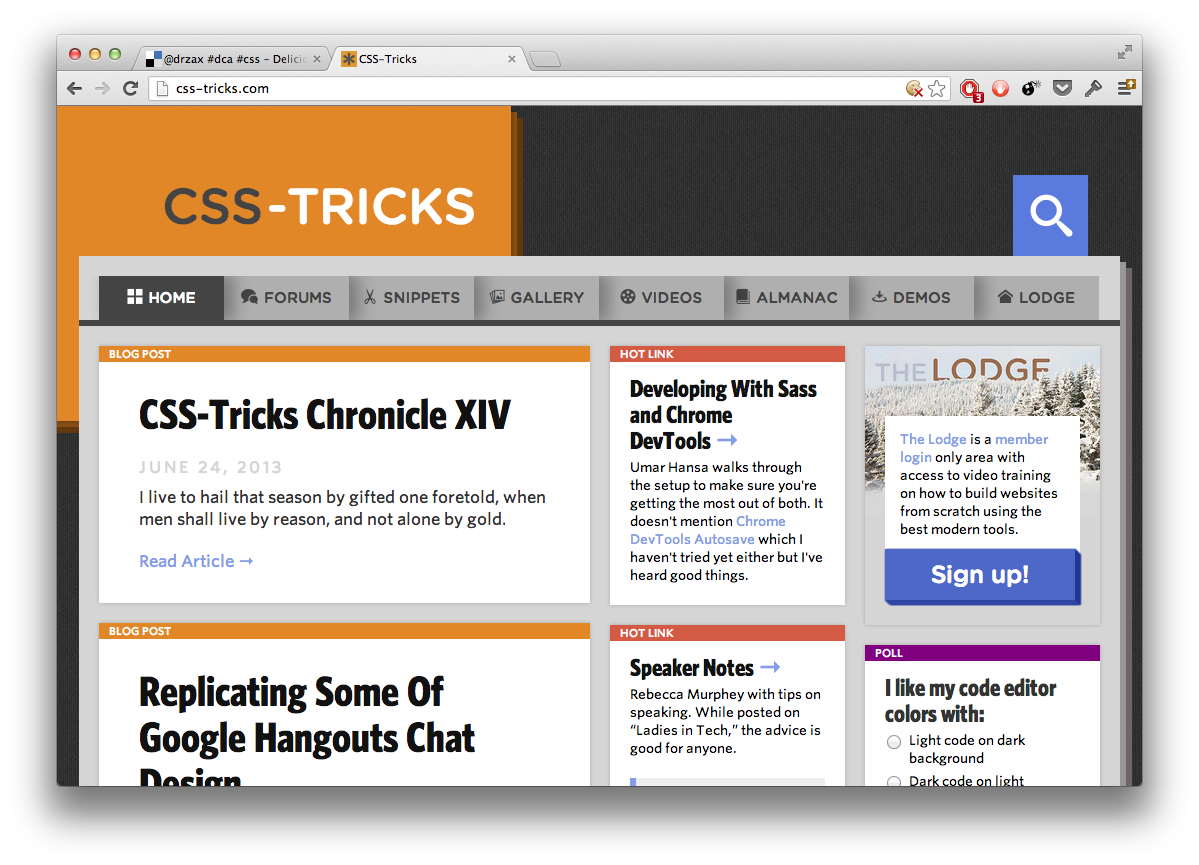 @drzax #dca #css – Delici
CSS-Tricks
css-tricks.com
3
CSS-TRICKS
HOME
FORUMS
SNIPPETS
GALLERY
VIDEOS
ALMANAC
DEMOS
LODGE
BLOG POST
CSS-Tricks Chronicle XIV
JUNE 24, 2013
I live to hail that season by gifted one foretold, when
men shall live by reason, and not alone by gold.
Read Article →
BLOG POST
Replicating Some Of
Google Hangouts Chat
Design
HOT LINK
Developing With Sass
and Chrome
DevTools →
Umar Hansa walks through
the setup to make sure you're
getting the most out of both. It
doesn't mention Chrome
DevTools Autosave which I
haven't tried yet either but I've
heard good things.
HOT LINK
Speaker Notes →
Rebecca Murphey with tips on
speaking. While posted on
“Ladies in Tech,” the advice is
good for anyone.
THE LODGE
The Lodge is a member
login only area with
access to video training
on how to build websites
from scratch using the
best modern tools.
Sign up!
POLL
I like my code editor
colors with:
Light code on dark
background
Dark code on light